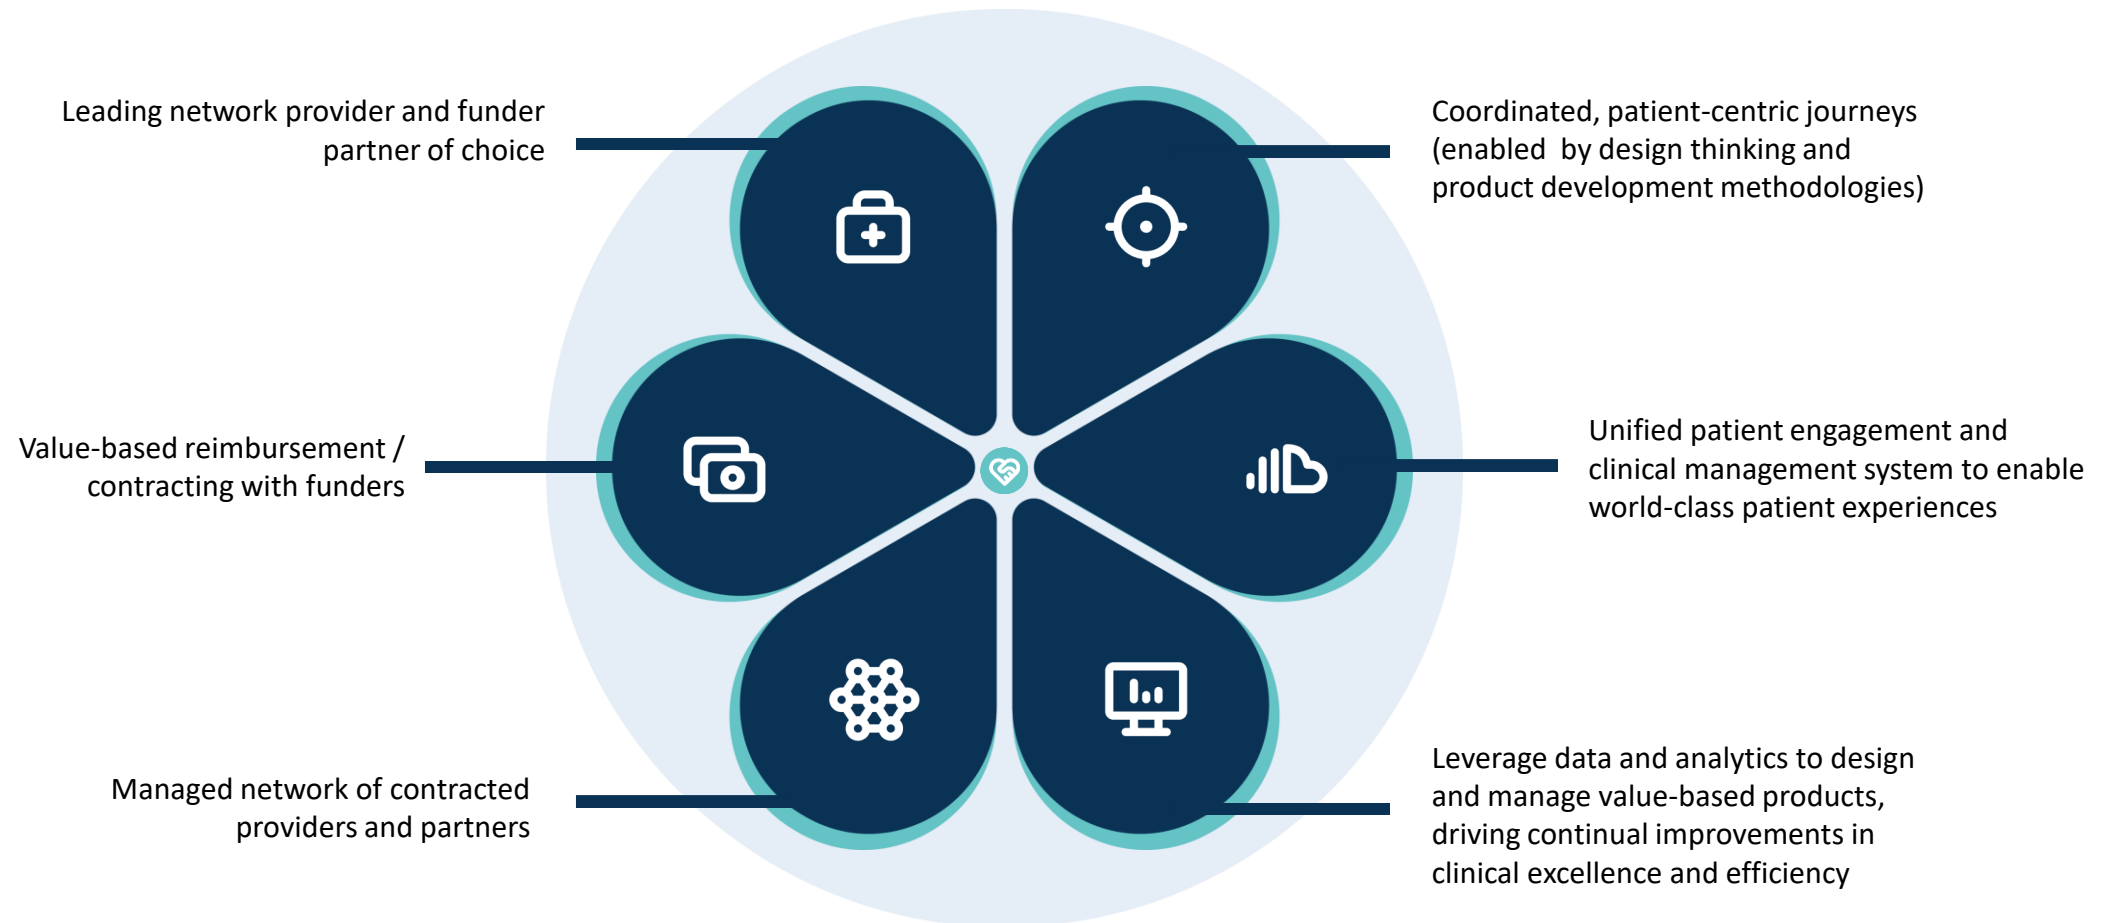 Leading network provider and funder
partner of choice
Coordinated, patient-centric journeys
(enabled by design thinking and
product development methodologies)
Value-based reimbursement /
contracting with funders
Unified patient engagement and
clinical management system to enable
world-class patient experiences
Managed network of contracted
providers and partners
Leverage data and analytics to design
and manage value-based products,
driving continual improvements in
clinical excellence and efficiency